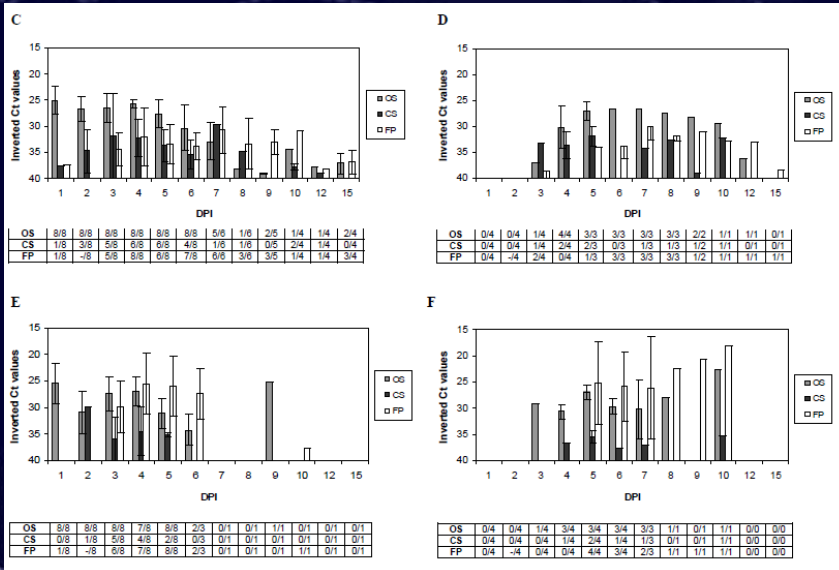 C
Inverted Ct values
15
20
25
30
35
40
1 2 3 4 5 6 7 8 9 10 12 15
DPI
OS
CS
FP
OS 8/8 8/8 8/8 8/8 8/8 8/8 5/6 1/6 2/5 1/4 1/4 2/4
CS 1/8 3/8 5/8 6/8 6/8 4/8 1/6 1/6 0/5 2/4 1/4 0/4
FP 1/8 -/8 5/8 8/8 6/8 7/8 6/6 3/6 3/5 1/4 1/4 3/4
D
Inverted Ct values
15
20
25
30
35
40
1 2 3 4 5 6 7 8 9 10 12 15
DPI
OS
CS
FP
OS 0/4 0/4 1/4 4/4 3/3 3/3 3/3 3/3 2/2 1/1 1/1 0/1
CS 0/4 0/4 1/4 2/4 2/3 0/3 1/3 1/3 1/2 1/1 0/1 0/1
FP 0/4 -/4 2/4 0/4 1/3 3/3 3/3 3/3 1/2 1/1 1/1 1/1
E
Inverted Ct values
15
20
25
30
35
40
1 2 3 4 5 6 7 8 9 10 12 15
DPI
OS
CS
FP
OS 8/8 8/8 8/8 7/8 8/8 2/3 0/1 0/1 1/1 0/1 0/1 0/1
CS 0/8 1/8 5/8 4/8 2/8 0/3 0/1 0/1 0/1 0/1 0/1 0/1
FP 1/8 -/8 6/8 7/8 8/8 2/3 0/1 0/1 0/1 1/1 0/1 0/1
F
Inverted Ct values
15
20
25
30
35
40
1 2 3 4 5 6 7 8 9 10 12 15
DPI
OS
CS
FP
OS 0/4 0/4 1/4 3/4 3/4 3/4 3/3 1/1 0/1 1/1 0/0 0/0
CS 0/4 0/4 0/4 1/4 2/4 1/4 1/3 0/1 0/1 1/1 0/0 0/0
FP 0/4 -/4 0/4 0/4 4/4 3/4 2/3 1/1 1/1 1/1 0/0 0/0